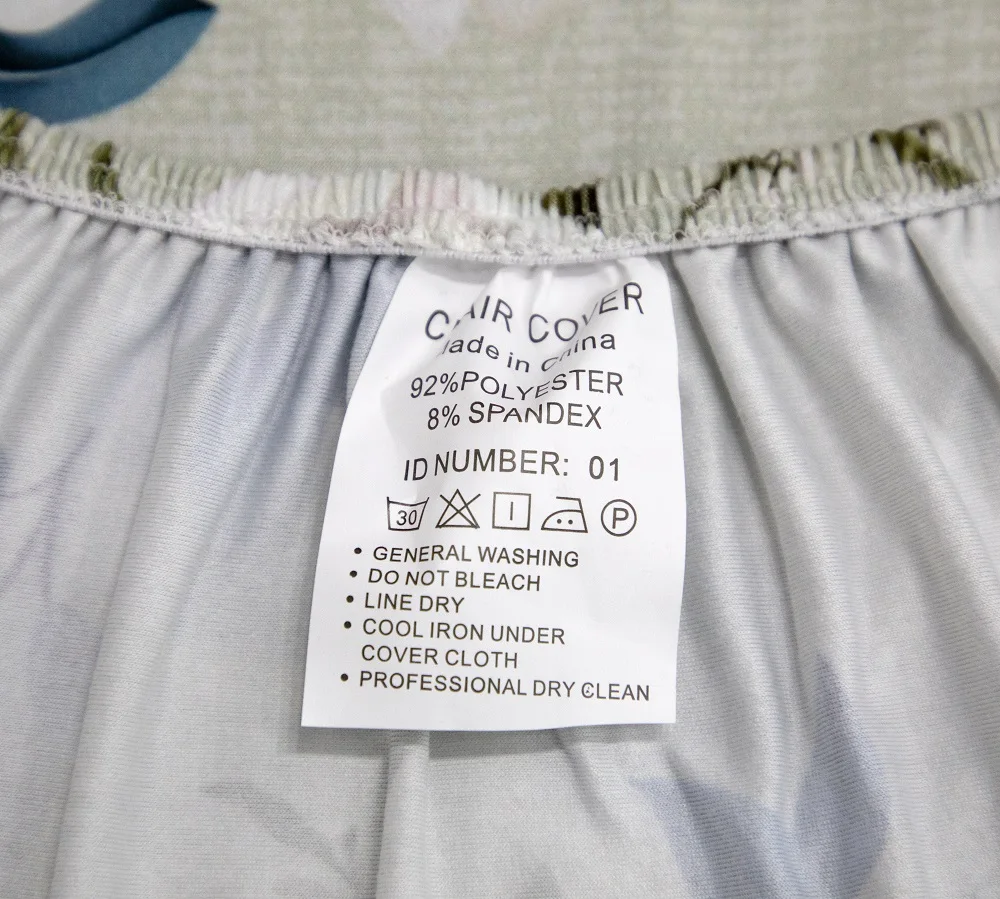 CHAIR COVER
Made in China
92%POLYESTER
8% SPANDEX
ID NUMBER: 01
30 P
• GENERAL WASHING
• DO NOT BLEACH
• LINE DRY
• COOL IRON UNDER
COVER CLOTH
• PROFESSIONAL DRY CLEAN